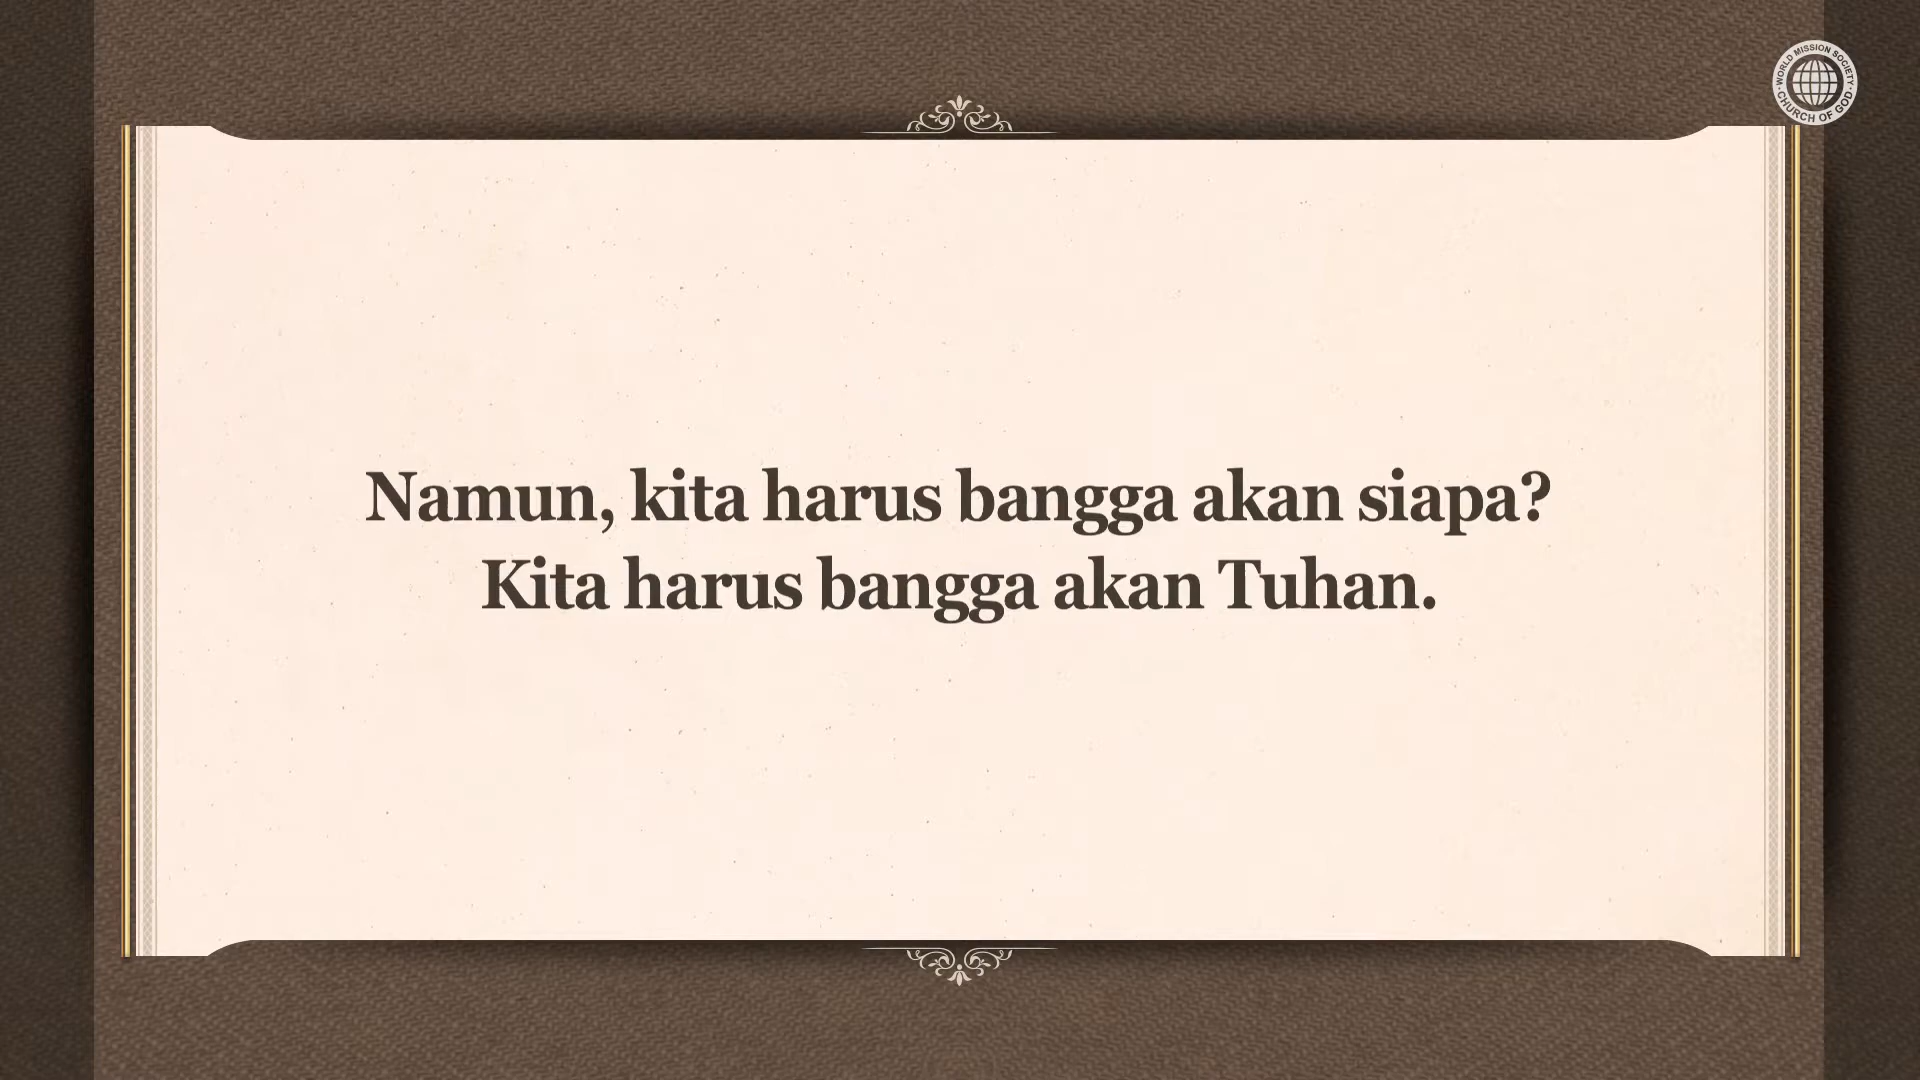 WORLD MISSION SOCIETY
CHURCH OF GOD
Namun, kita harus bangga akan siapa?
Kita harus bangga akan Tuhan.